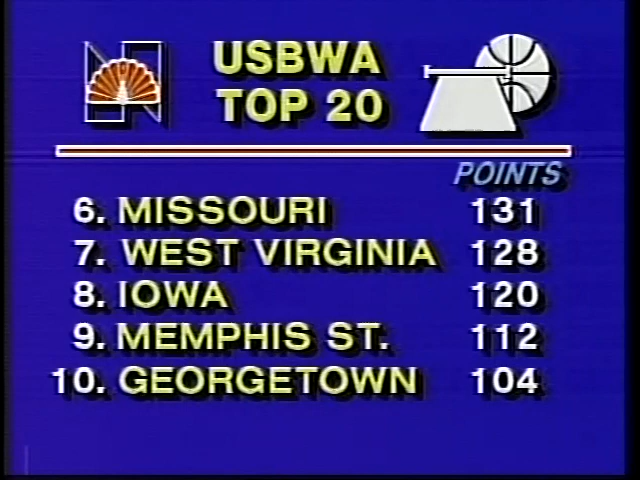 USBWA
TOP 20
POINTS
6. MISSOURI 131
7. WEST VIRGINIA 128
8. IOWA 120
9. MEMPHIS ST. 112
10. GEORGETOWN 104